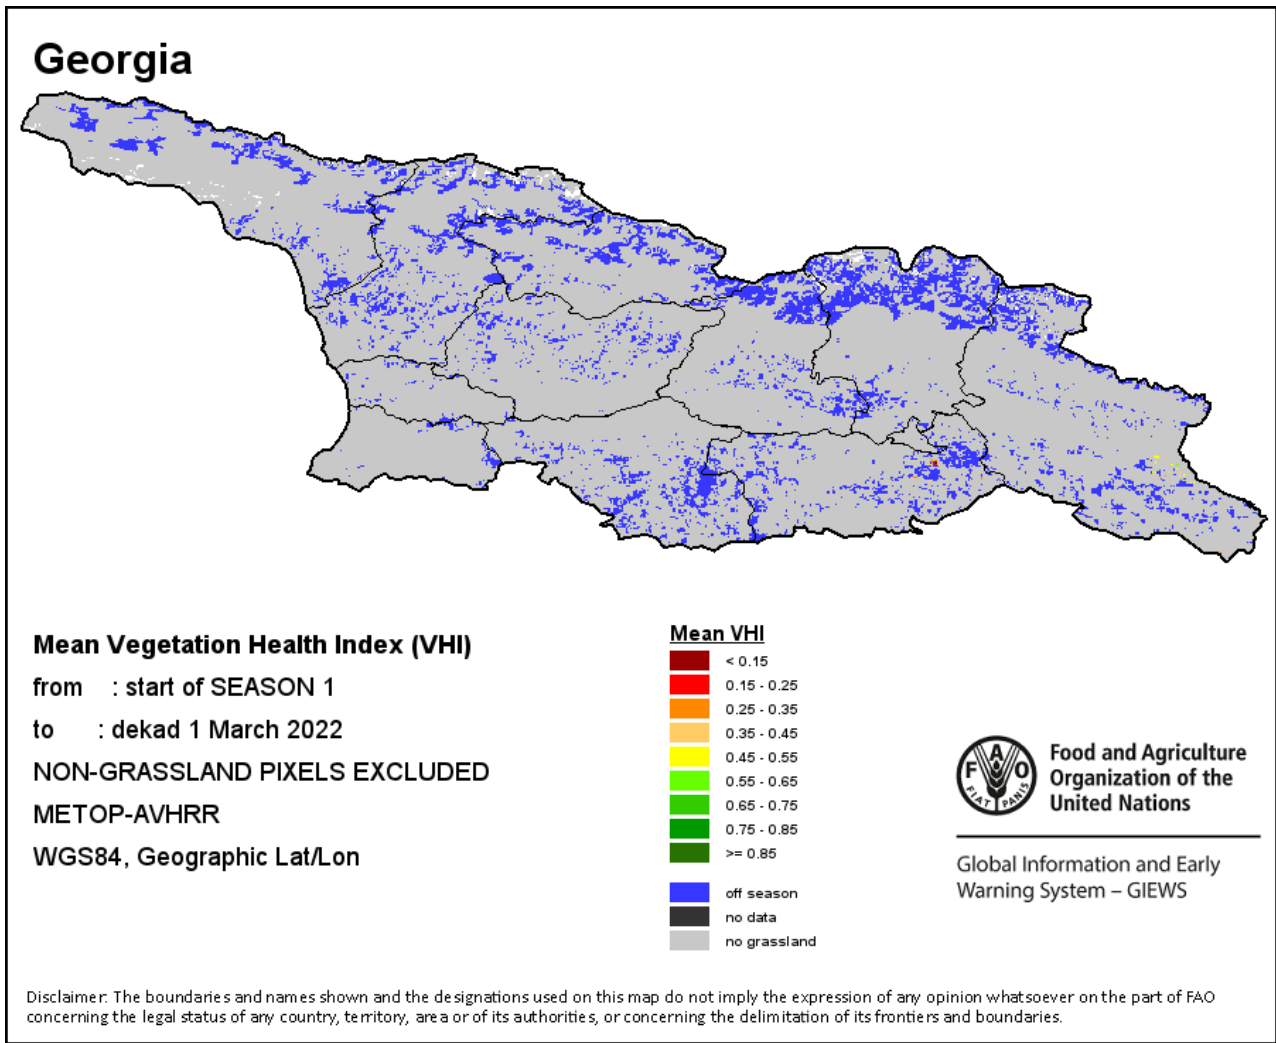 Georgia
Mean Vegetation Health Index (VHI)
from : start of SEASON 1
to : dekad 1 March 2022
NON-GRASSLAND PIXELS EXCLUDED
METOP-AVHRR
WGS84, Geographic Lat/Lon
Mean VHI
< 0.15
0.15 - 0.25
0.25 - 0.35
0.35 - 0.45
0.45 - 0.55
0.55 - 0.65
0.65 - 0.75
0.75 - 0.85
>= 0.85
off season
no data
no grassland
F A O
FIAT PANIS
Food and Agriculture
Organization of the
United Nations
Global Information and Early
Warning System – GIEWS
Disclaimer: The boundaries and names shown and the designations used on this map do not imply the expression of any opinion whatsoever on the part of FAO
concerning the legal status of any country, territory, area or of its authorities, or concerning the delimitation of its frontiers and boundaries.